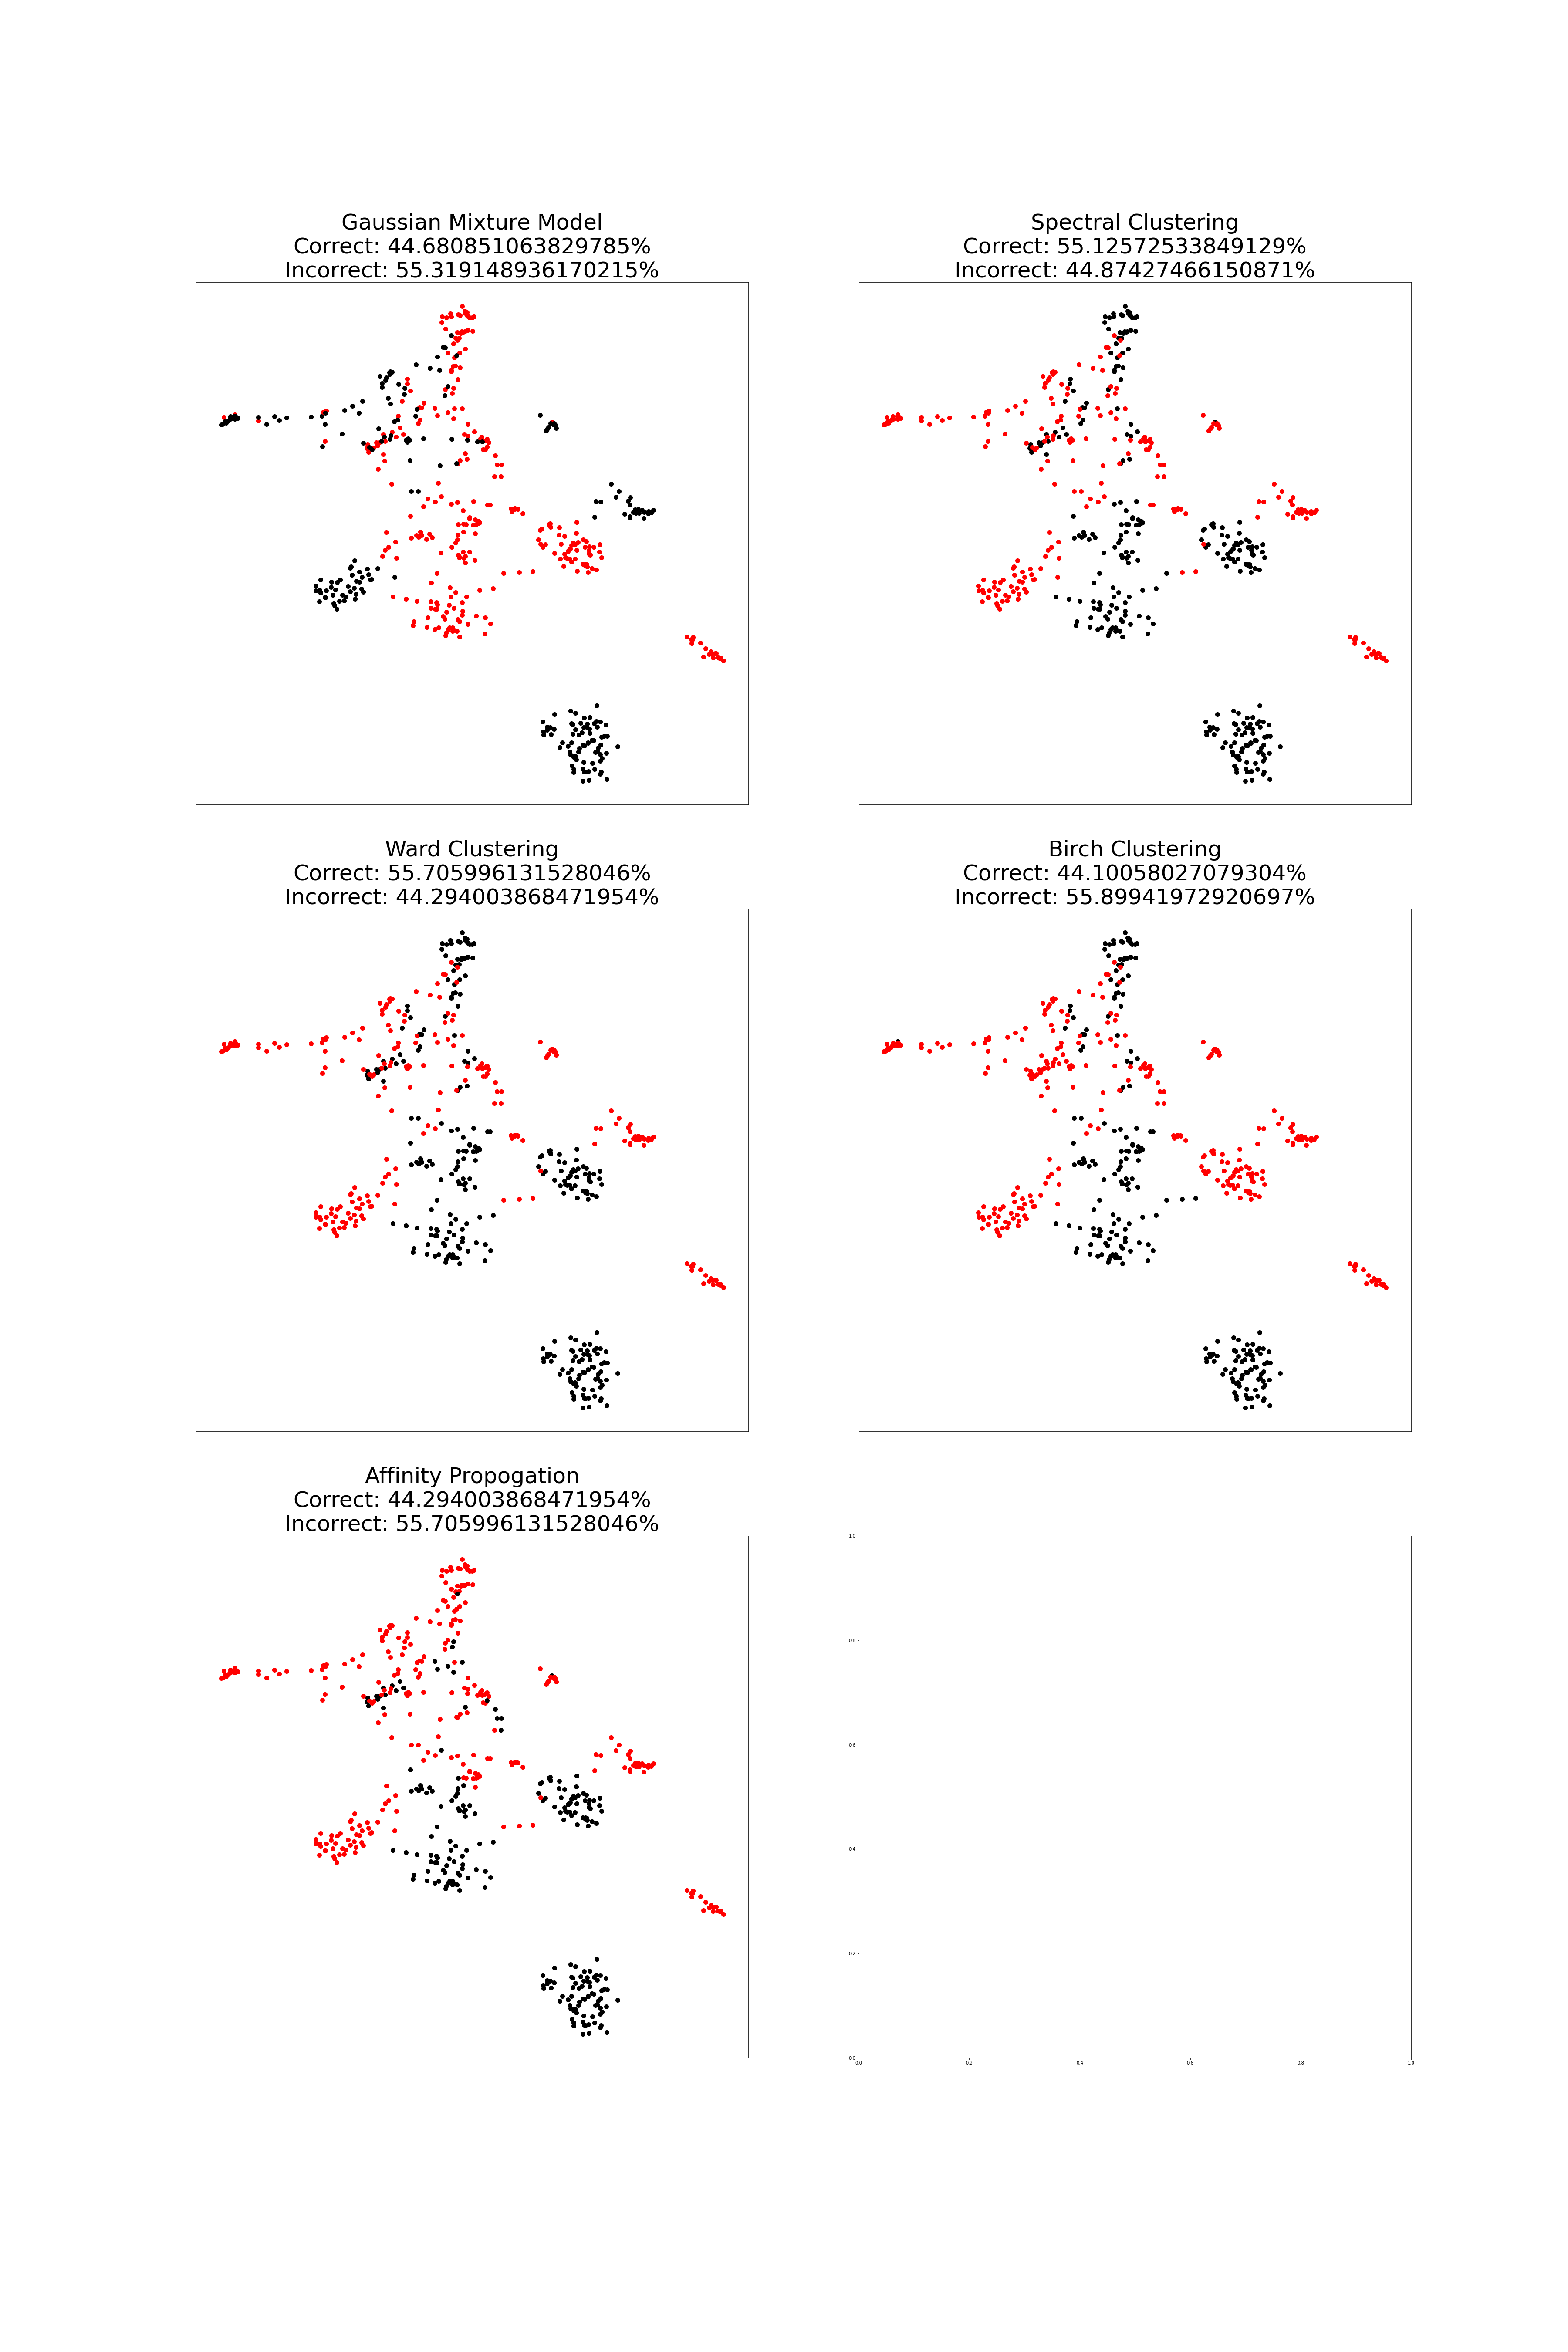 Gaussian Mixture Model
Correct: 44.680851063829785%
Incorrect: 55.319148936170215%
Spectral Clustering
Correct: 55.12572533849129%
Incorrect: 44.87427466150871%
Ward Clustering
Correct: 55.705996131528046%
Incorrect: 44.294003868471954%
Birch Clustering
Correct: 44.10058027079304%
Incorrect: 55.89941972920697%
Affinity Propogation
Correct: 44.294003868471954%
Incorrect: 55.705996131528046%
1.0
0.8
0.6
0.4
0.2
0.0
0.0 0.2 0.4 0.6 0.8 1.0